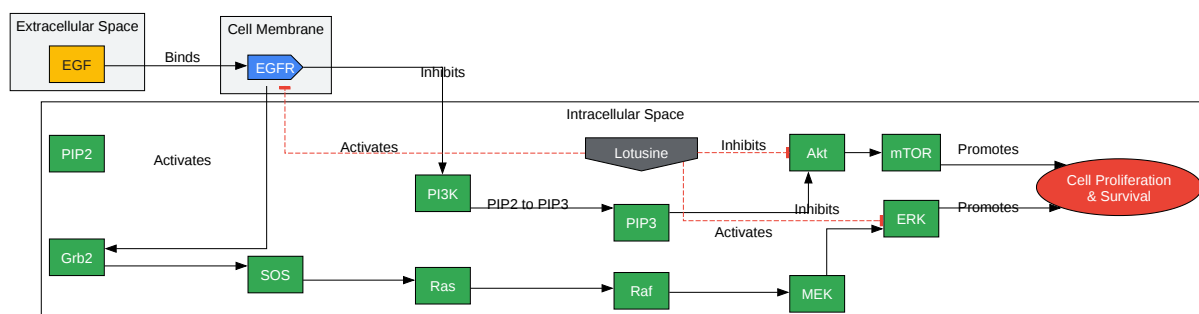 Extracellular Space
Cell Membrane
EGF
Binds
EGFR
Inhibits
Intracellular Space
PIP2
Activates
Activates
Lotusine
Inhibits
Akt
mTOR
Promotes
Cell Proliferation
& Survival
PI3K
PIP2 to PIP3
PIP3
Inhibits
Activates
ERK
Promotes
Grb2
SOS
Ras
Raf
MEK